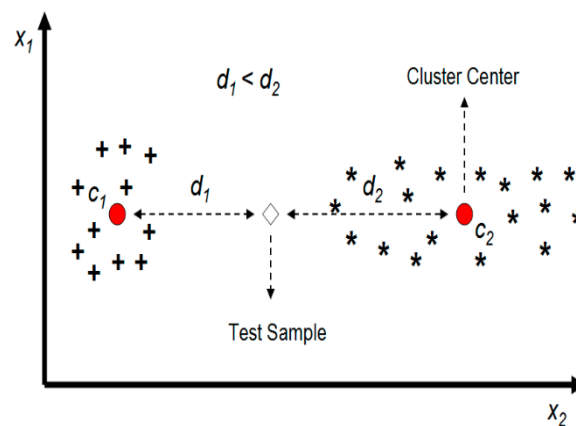 x₁
d₁ < d₂
Cluster Center
c₁
d₁
d₂
c₂
Test Sample
x₂